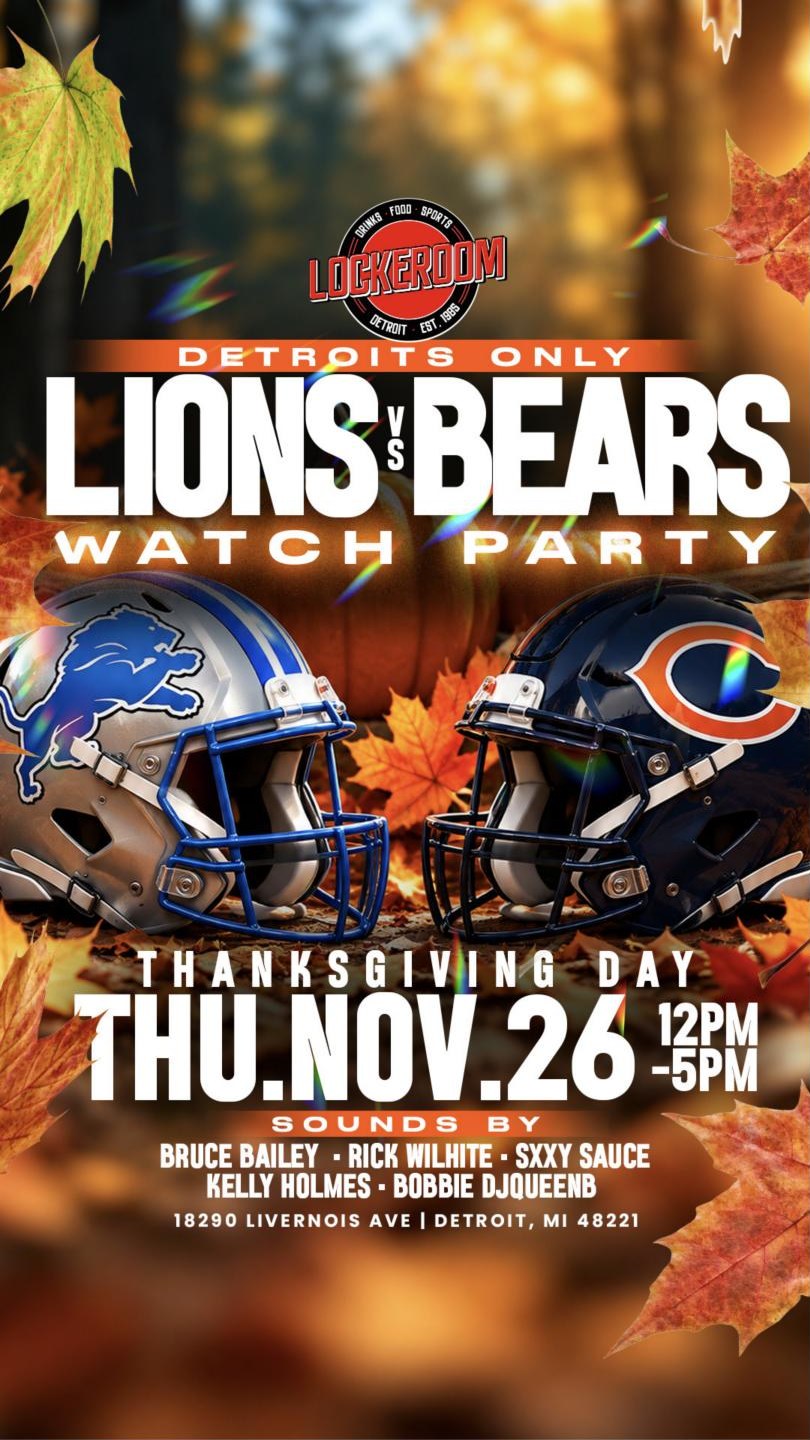 DRINKS · FOOD · SPORTS
LOCKEROOM
DETROIT · EST. 1985
DETROITS ONLY
LIONS VS BEARS
WATCH PARTY
THANKSGIVING DAY
THU.NOV.26 12PM
-5PM
SOUNDS BY
BRUCE BAILEY · RICK WILHITE · SXXY SAUCE
KELLY HOLMES · BOBBIE DJQUEENB
18290 LIVERNOIS AVE | DETROIT, MI 48221